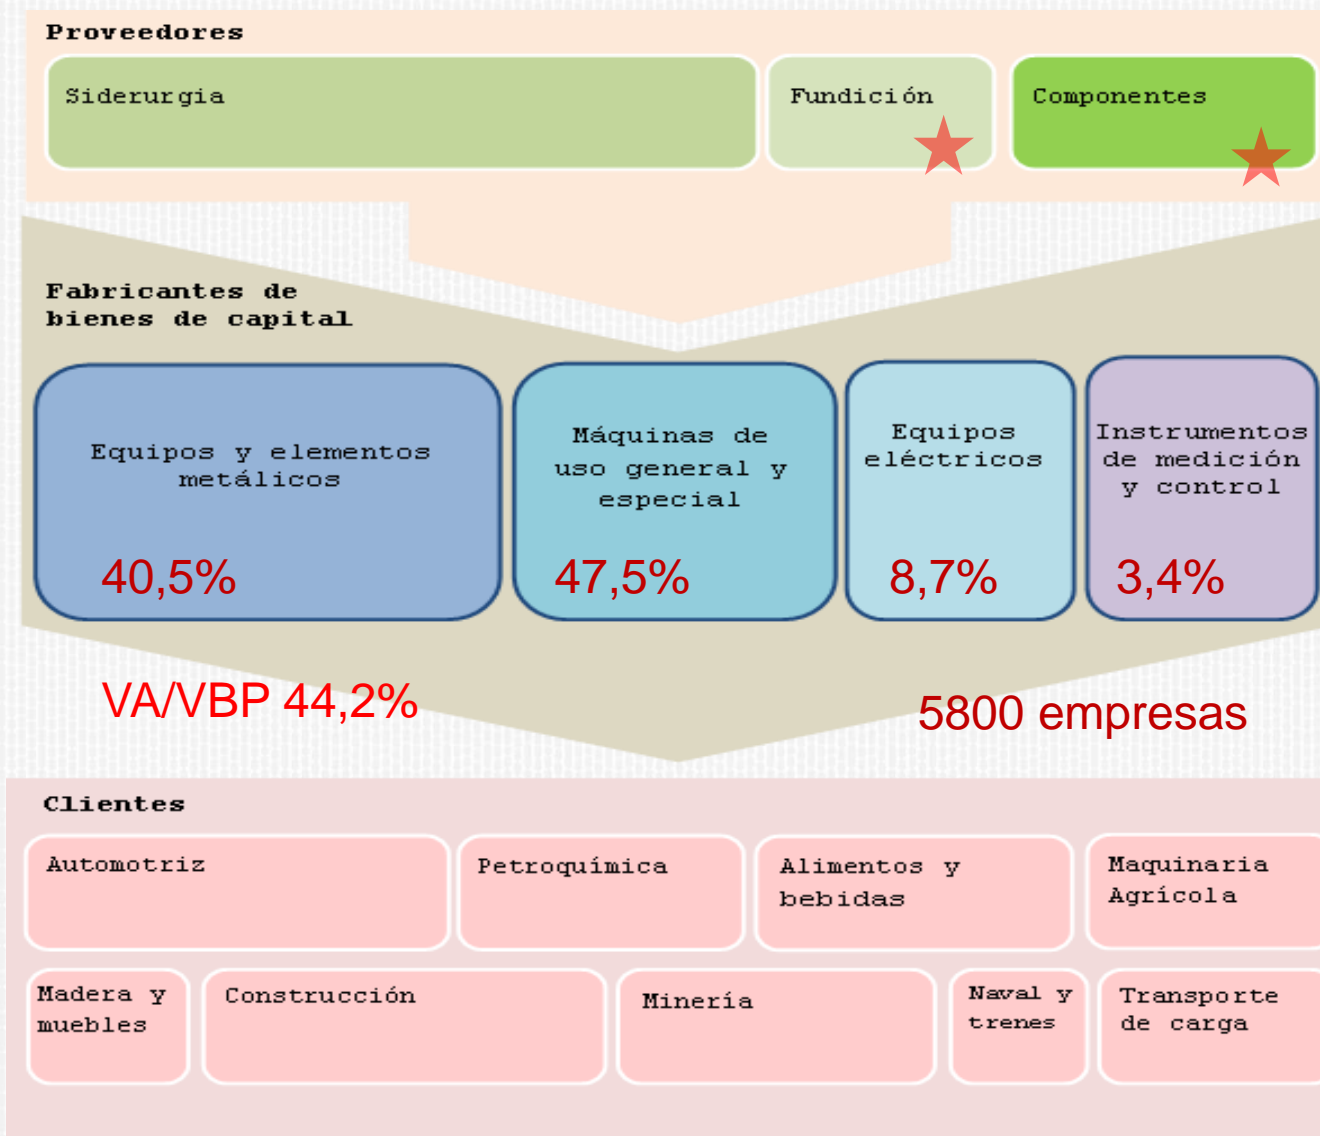 Proveedores
Siderurgia
Fundición
Componentes
Fabricantes de
bienes de capital
Equipos y elementos
metálicos
40,5%
Máquinas de
uso general y
especial
47,5%
Equipos
eléctricos
8,7%
Instrumentos
de medición
y control
3,4%
VA/VBP 44,2%
5800 empresas
Clientes
Automotriz
Petroquímica
Alimentos y
bebidas
Maquinaria
Agrícola
Madera y
muebles
Construcción
Minería
Naval y
trenes
Transporte
de carga